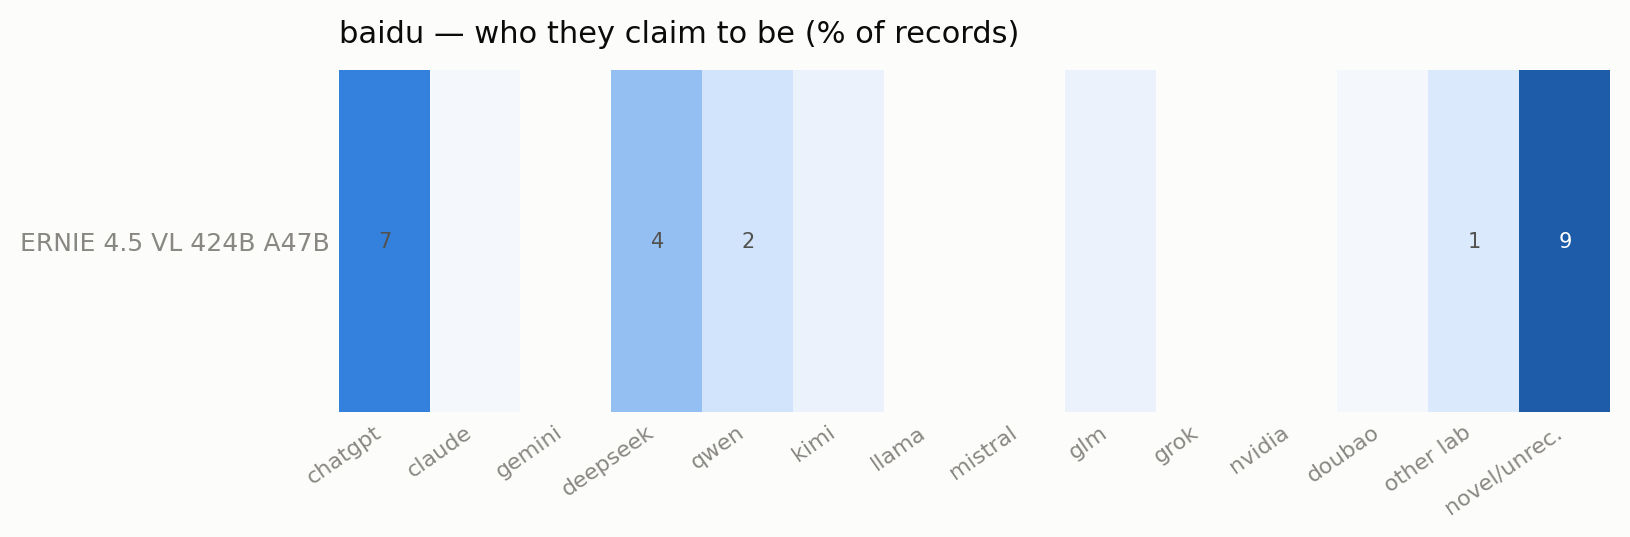 baidu — who they claim to be (% of records)
ERNIE 4.5 VL 424B A47B 7 4 2 1 9
chatgpt claude gemini deepseek qwen kimi llama mistral glm grok nvidia doubao other lab novel/unrec.